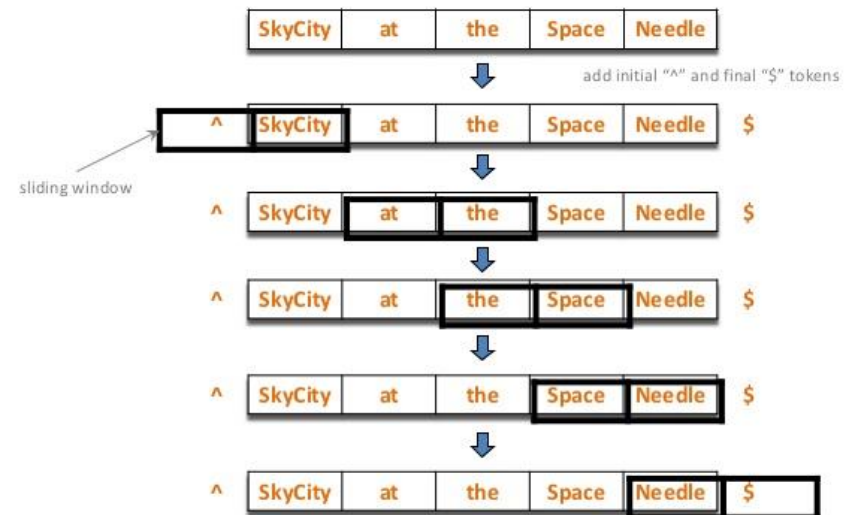 SkyCity at the Space Needle
add initial “^” and final “$” tokens
^ SkyCity at the Space Needle $
sliding window
^ SkyCity at the Space Needle $
^ SkyCity at the Space Needle $
^ SkyCity at the Space Needle $
^ SkyCity at the Space Needle $